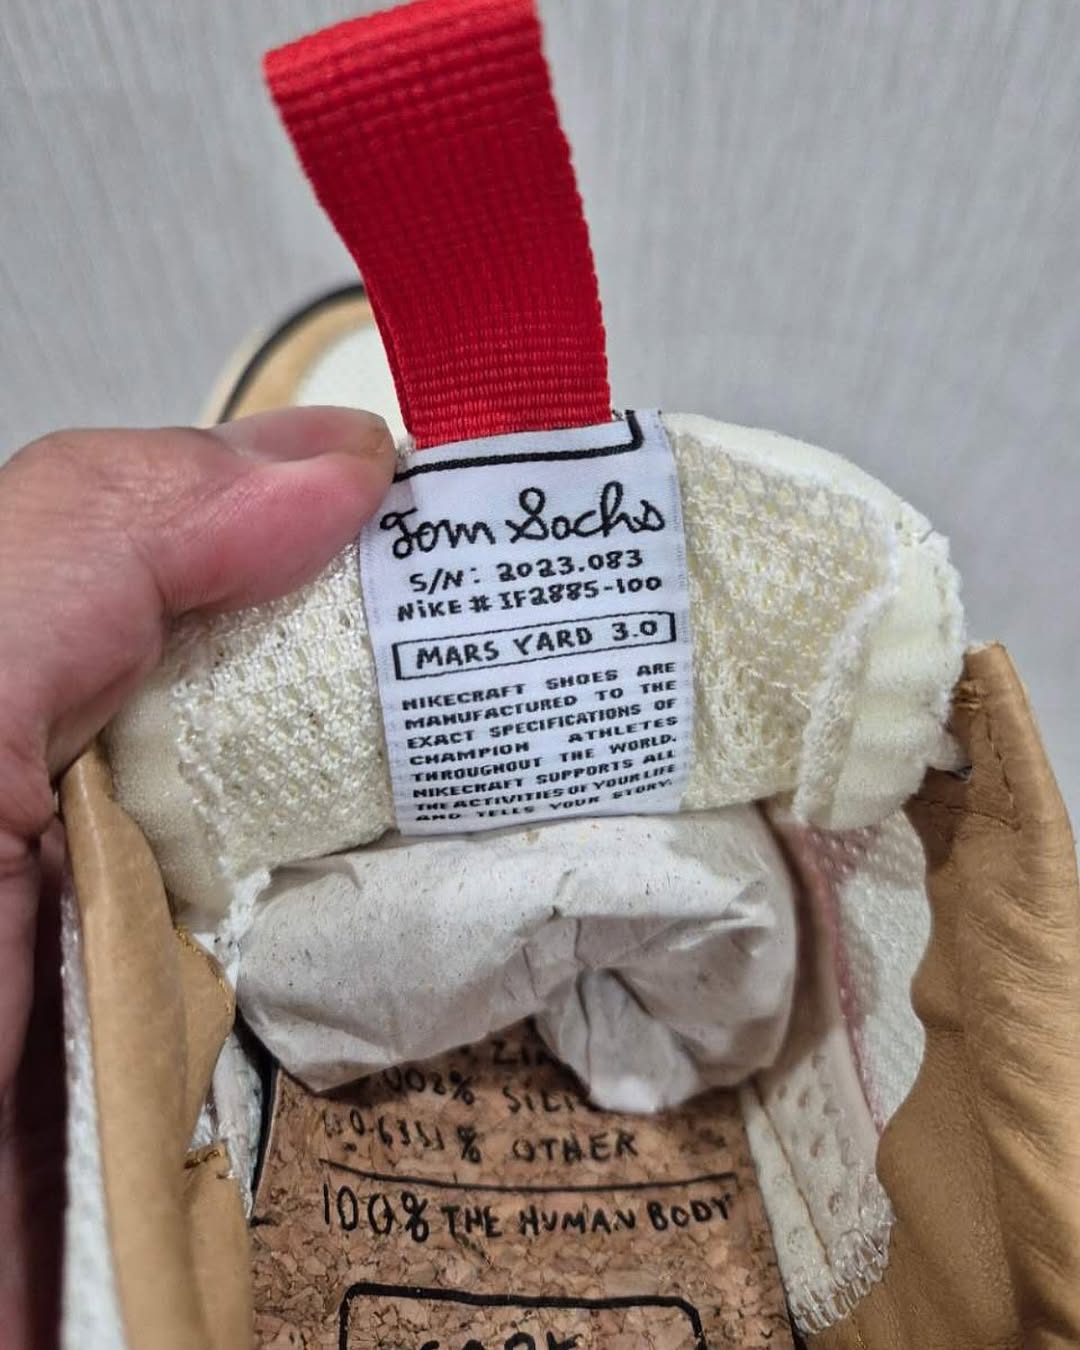 Tom Sachs
S/N: 2023.083
NIKE # IF2885-100
MARS YARD 3.0
NIKECRAFT SHOES ARE
MANUFACTURED TO THE
EXACT SPECIFICATIONS OF
CHAMPION ATHLETES
THROUGHOUT THE WORLD.
NIKECRAFT SUPPORTS ALL
THE ACTIVITIES OF YOUR LIFE
AND TELLS YOUR STORY.
.002%
OTHER
100% THE HUMAN BODY